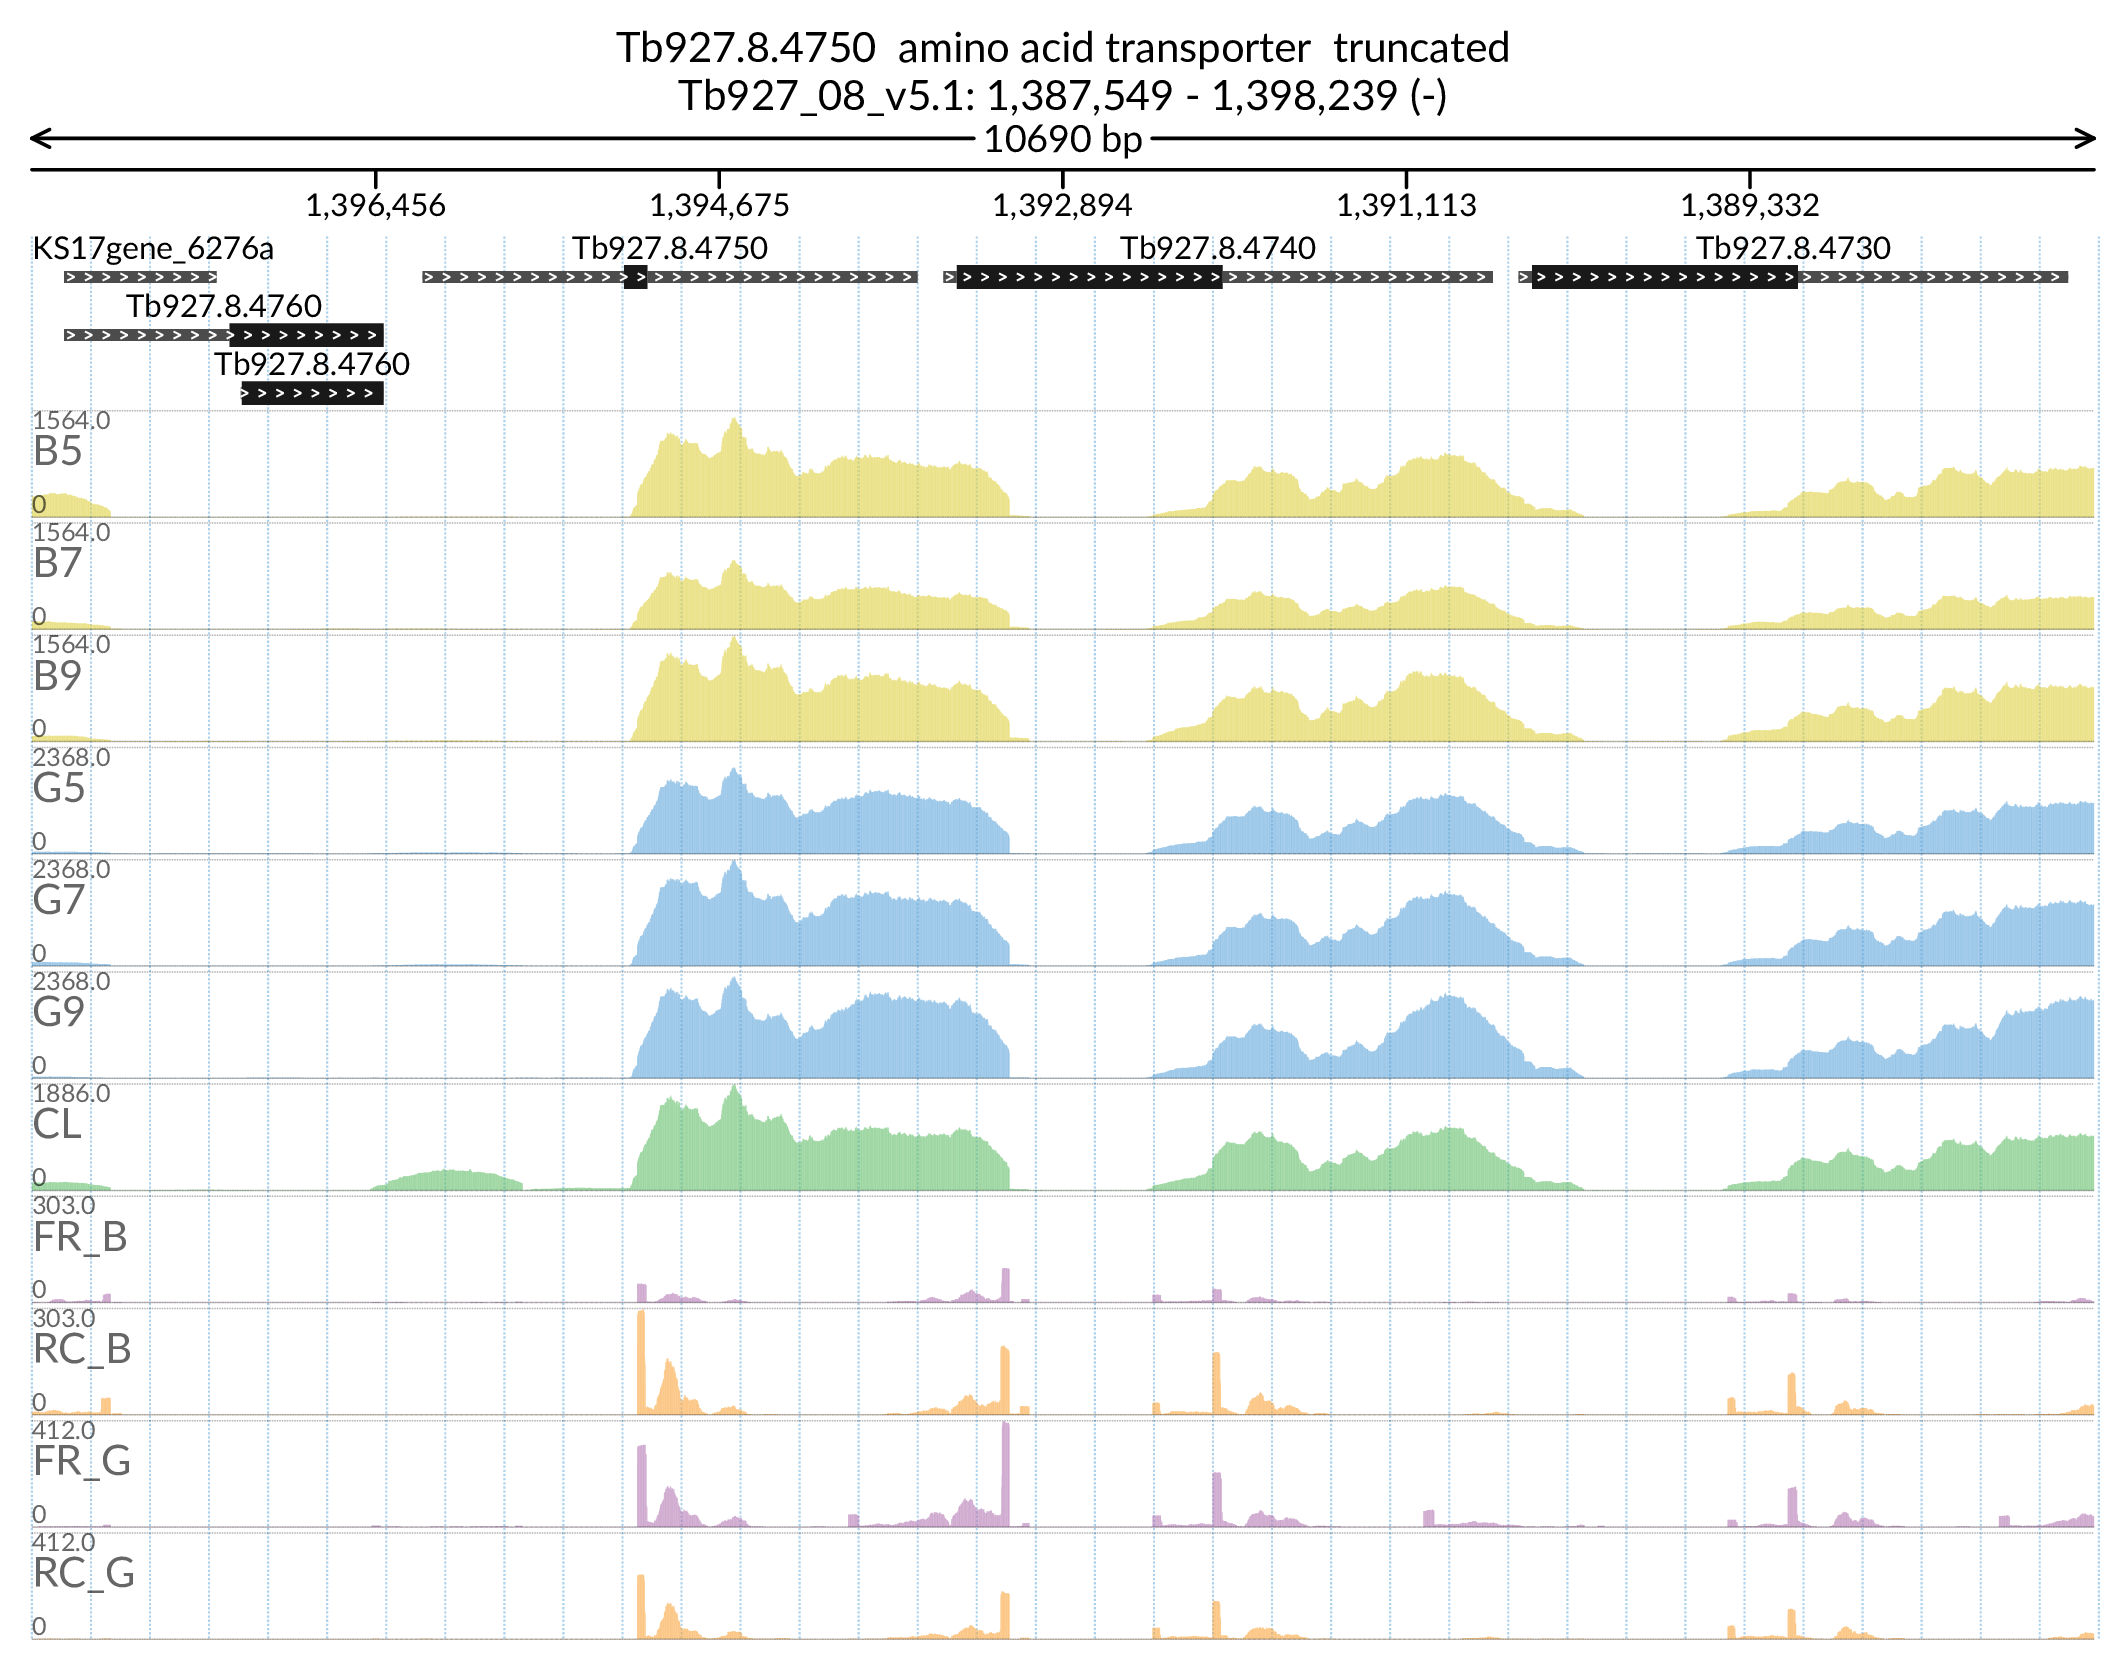 Tb927.8.4750 amino acid transporter truncated
Tb927_08_v5.1: 1,387,549 - 1,398,239 (-)
10690 bp
1,396,456 1,394,675 1,392,894 1,391,113 1,389,332
KS17gene_6276a Tb927.8.4750 Tb927.8.4740 Tb927.8.4730
Tb927.8.4760
Tb927.8.4760
1564.0
B5
0
1564.0
B7
0
1564.0
B9
0
2368.0
G5
0
2368.0
G7
0
2368.0
G9
0
1886.0
CL
0
303.0
FR_B
0
303.0
RC_B
0
412.0
FR_G
0
412.0
RC_G
0